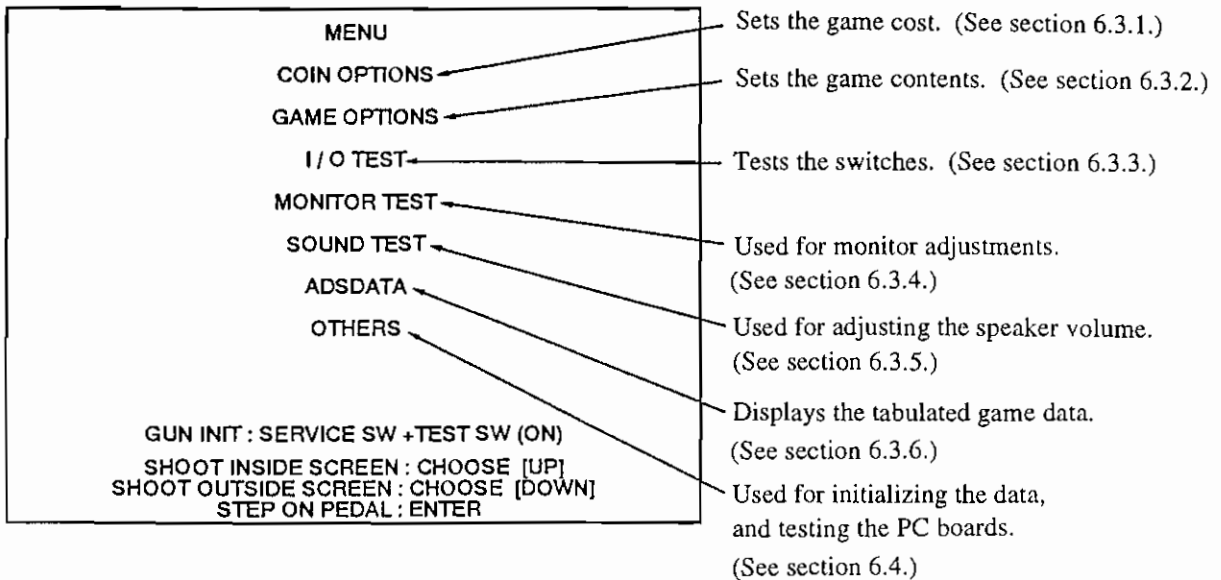 MENU
COIN OPTIONS
GAME OPTIONS
I / O TEST
MONITOR TEST
SOUND TEST
ADSDATA
OTHERS
GUN INIT : SERVICE SW +TEST SW (ON)
SHOOT INSIDE SCREEN : CHOOSE [UP]
SHOOT OUTSIDE SCREEN : CHOOSE [DOWN]
STEP ON PEDAL : ENTER
Sets the game cost. (See section 6.3.1.)
Sets the game contents. (See section 6.3.2.)
Tests the switches. (See section 6.3.3.)
Used for monitor adjustments.
(See section 6.3.4.)
Used for adjusting the speaker volume.
(See section 6.3.5.)
Displays the tabulated game data.
(See section 6.3.6.)
Used for initializing the data,
and testing the PC boards.
(See section 6.4.)